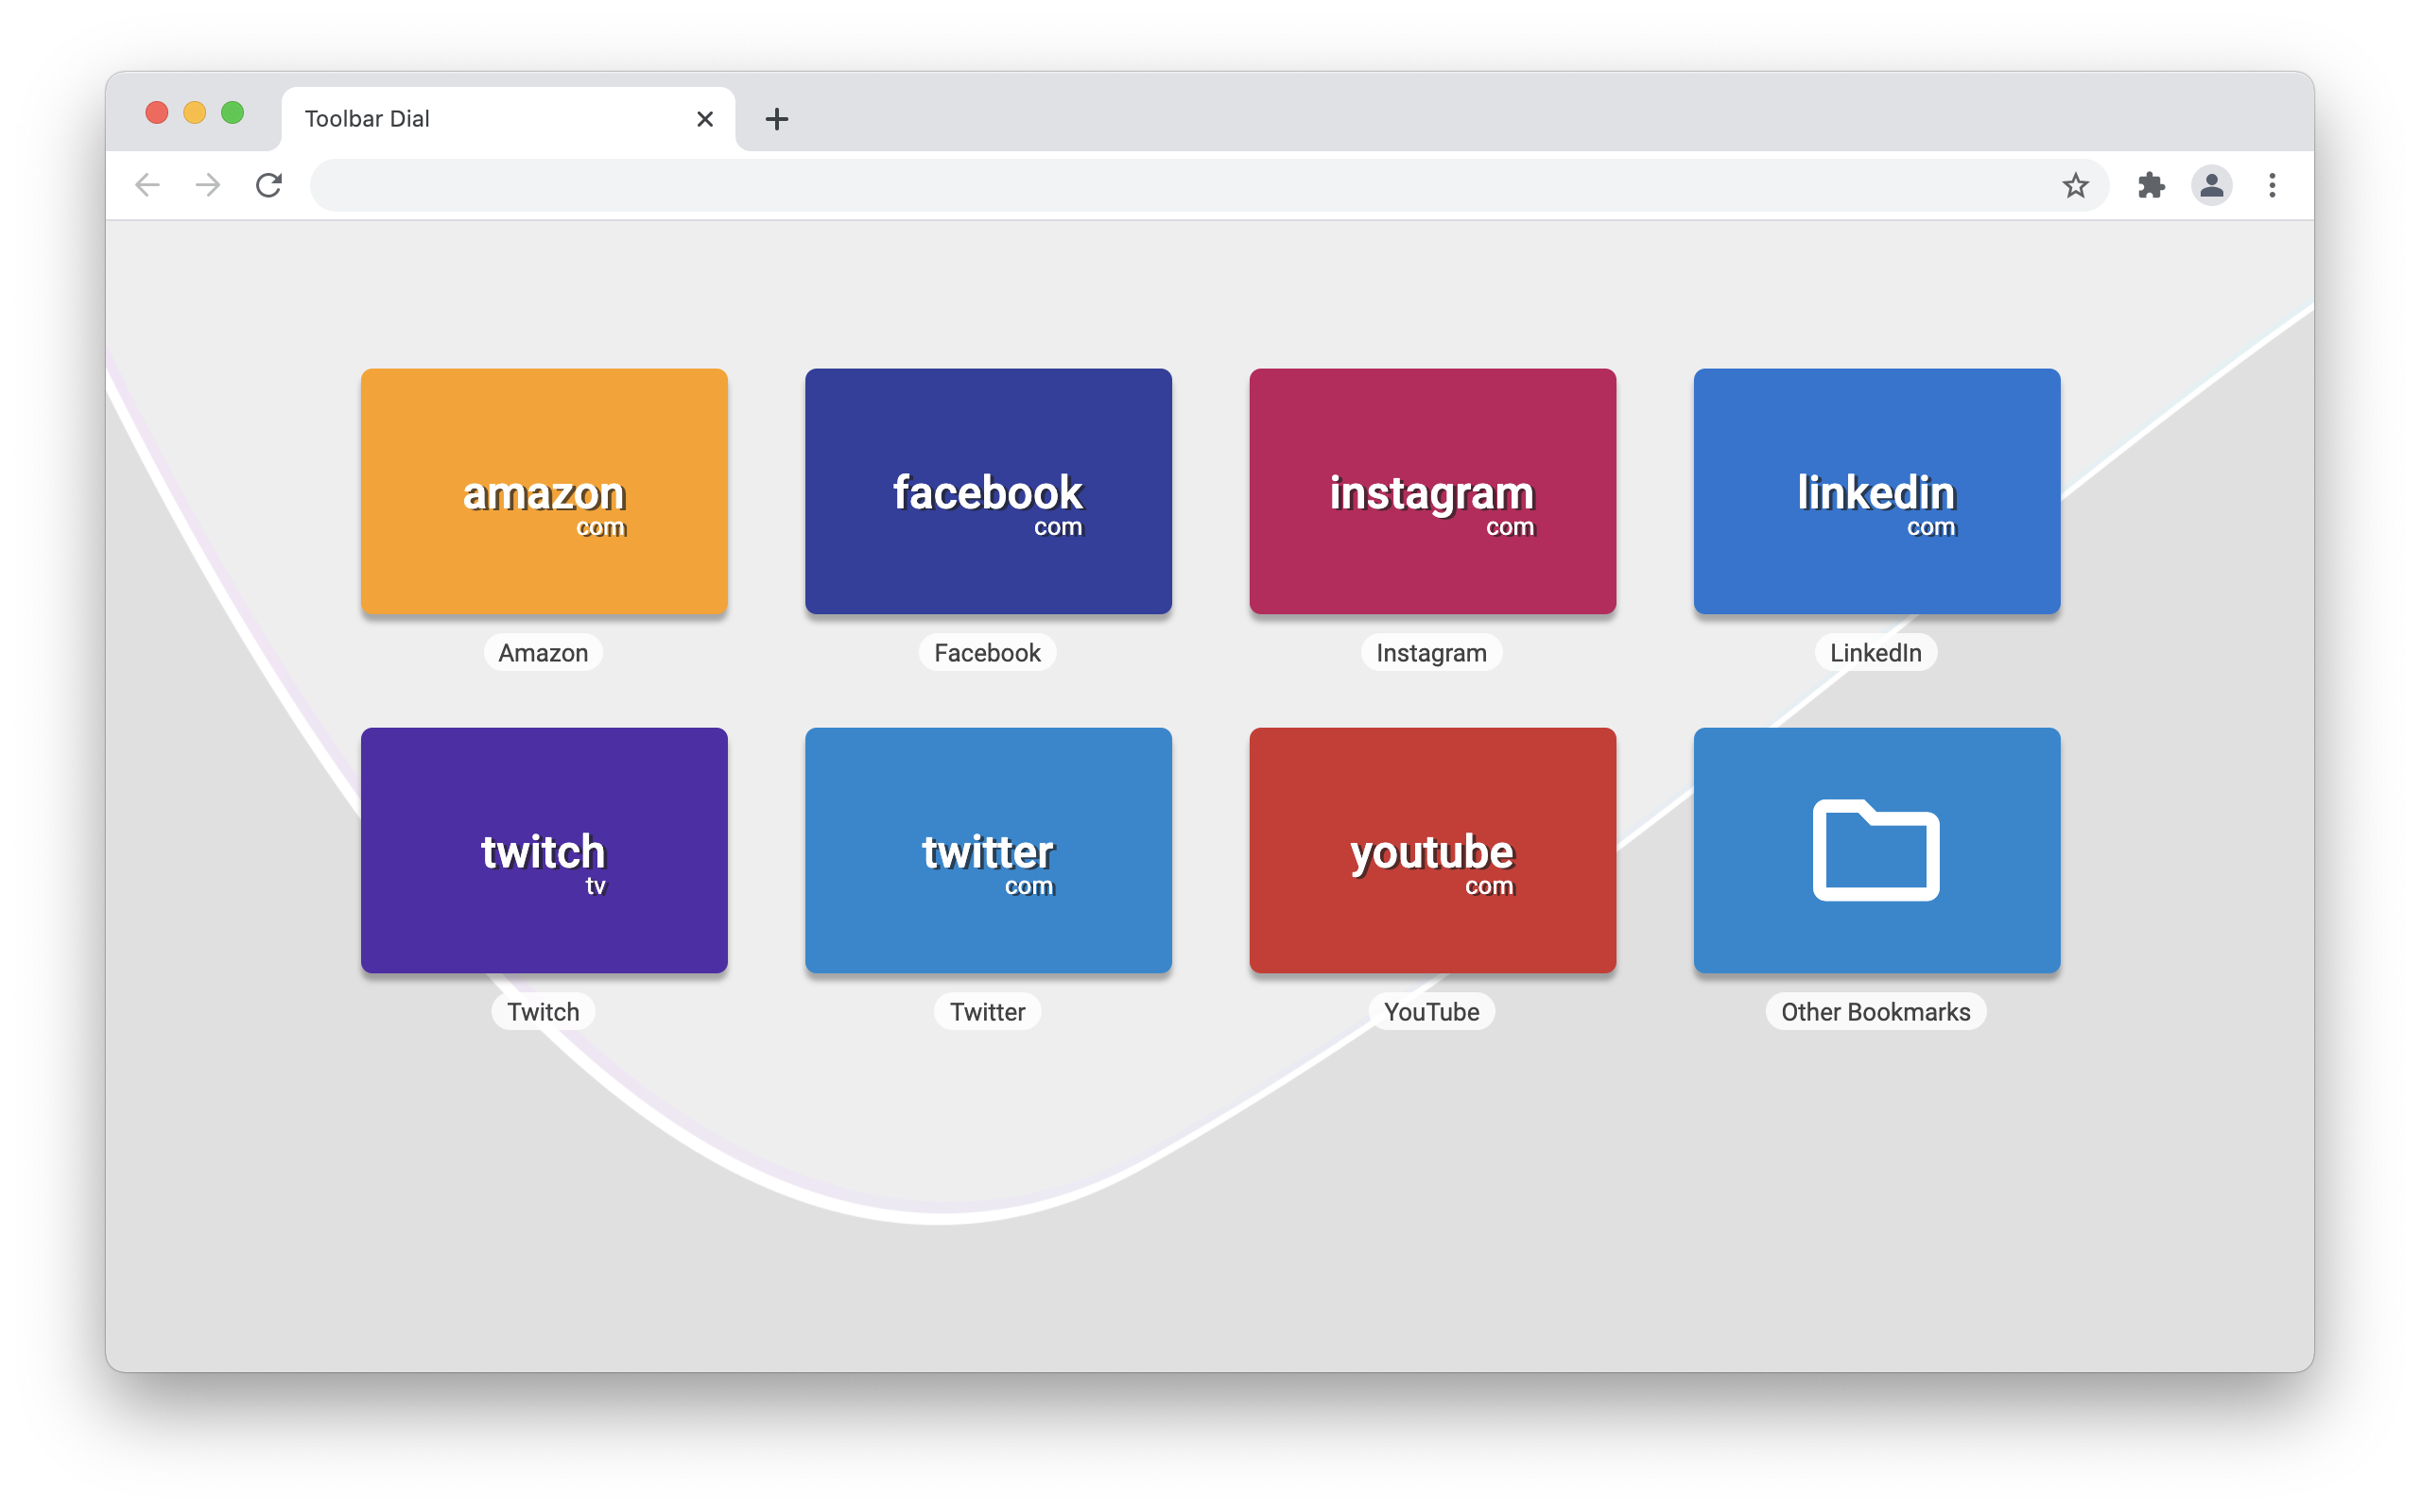 Toolbar Dial
amazon
com
Amazon
facebook
com
Facebook
instagram
com
Instagram
linkedin
com
LinkedIn
twitch
tv
Twitch
twitter
com
Twitter
youtube
com
YouTube
Other Bookmarks